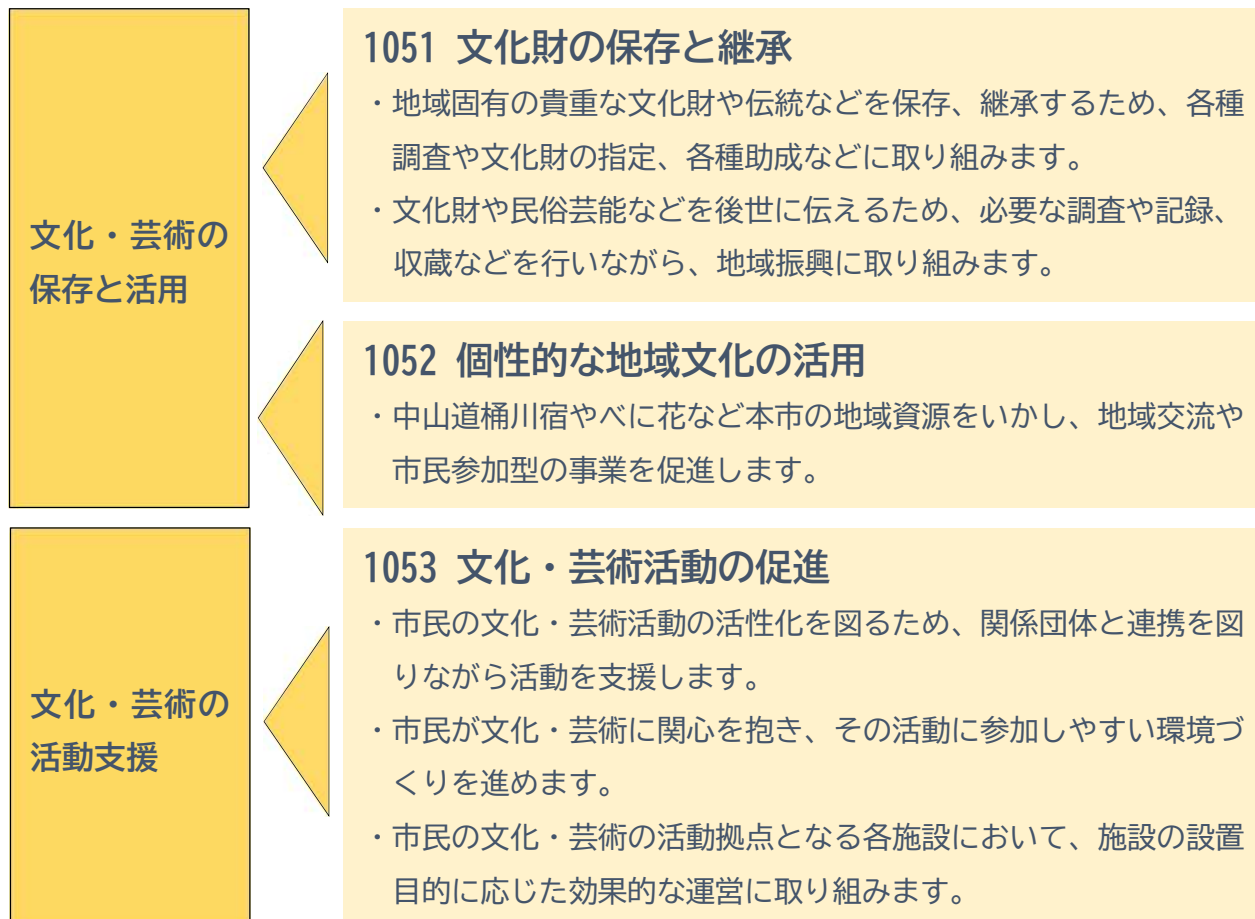 文化・芸術の
保存と活用
1051 文化財の保存と継承
・地域固有の貴重な文化財や伝統などを保存、継承するため、各種
調査や文化財の指定、各種助成などに取り組みます。
・文化財や民俗芸能などを後世に伝えるため、必要な調査や記録、
収蔵などを行いながら、地域振興に取り組みます。
1052 個性的な地域文化の活用
・中山道桶川宿やべに花など本市の地域資源をいかし、地域交流や
市民参加型の事業を促進します。
文化・芸術の
活動支援
1053 文化・芸術活動の促進
・市民の文化・芸術活動の活性化を図るため、関係団体と連携を図
りながら活動を支援します。
・市民が文化・芸術に関心を抱き、その活動に参加しやすい環境づ
くりを進めます。
・市民の文化・芸術の活動拠点となる各施設において、施設の設置
目的に応じた効果的な運営に取り組みます。